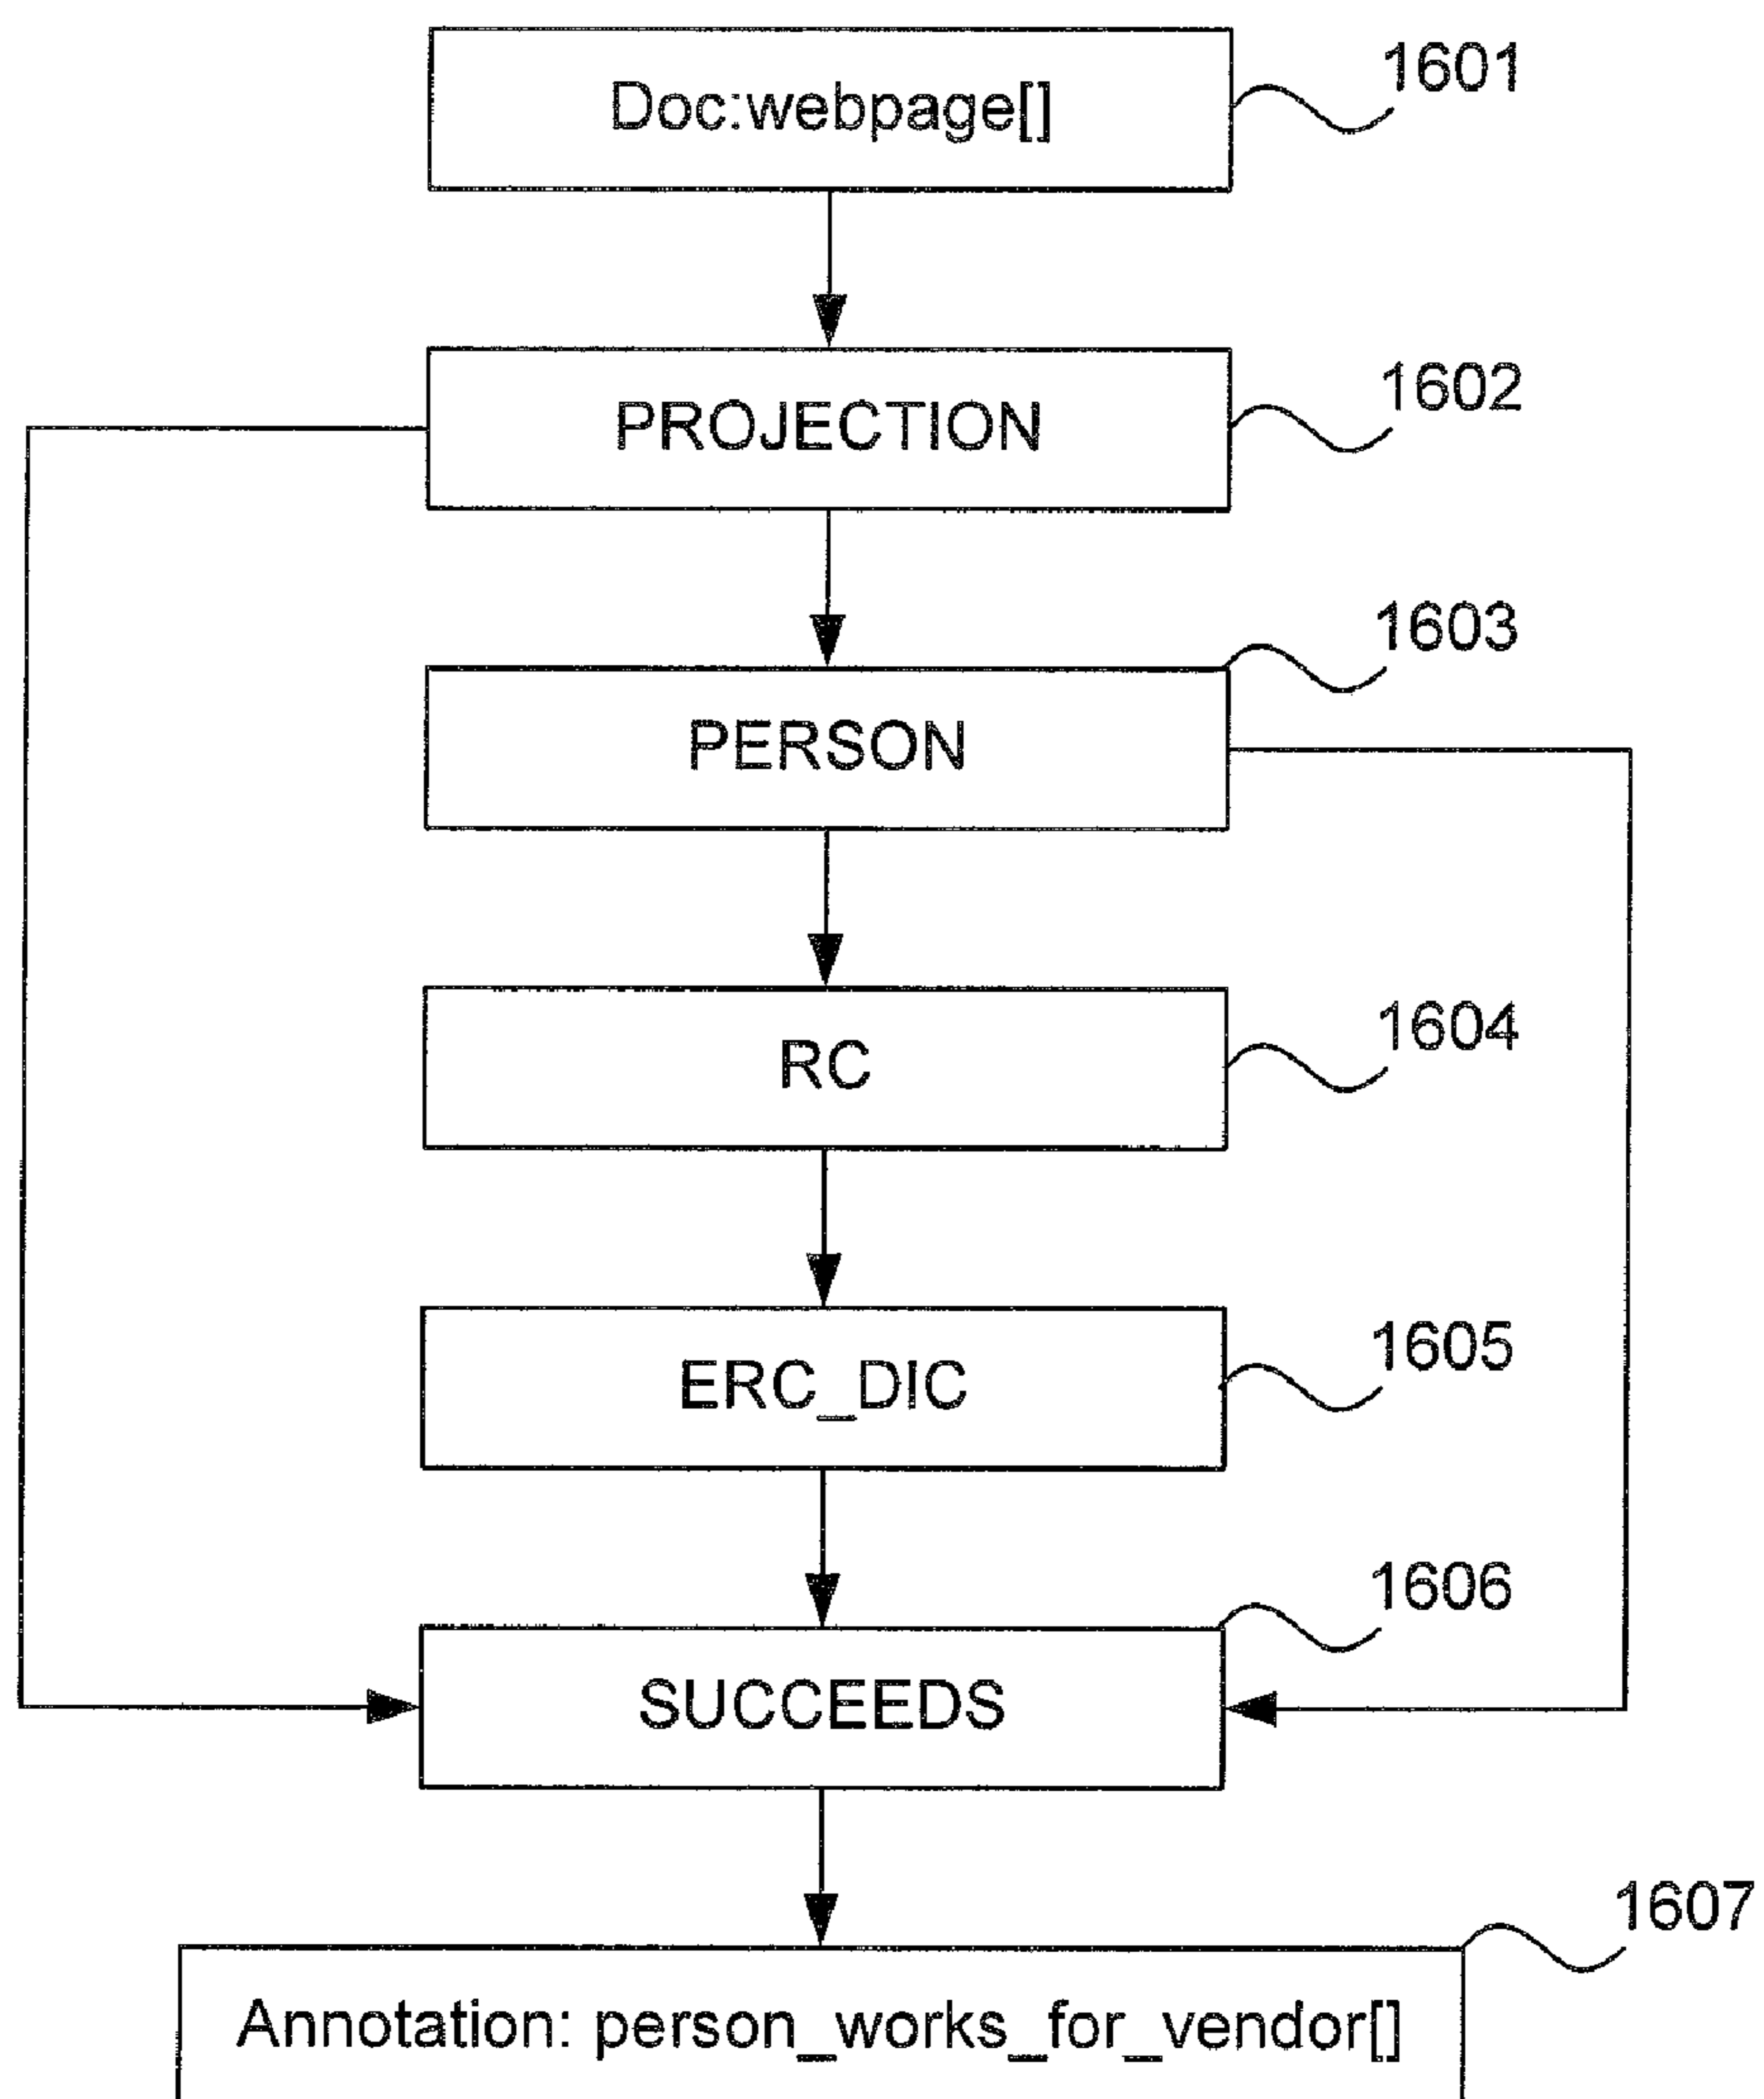 Doc:webpage[]
1601
PROJECTION
1602
1603
PERSON
1604
RC
1605
ERC_DIC
1606
SUCCEEDS
1607
Annotation: person_works_for_vendor[]